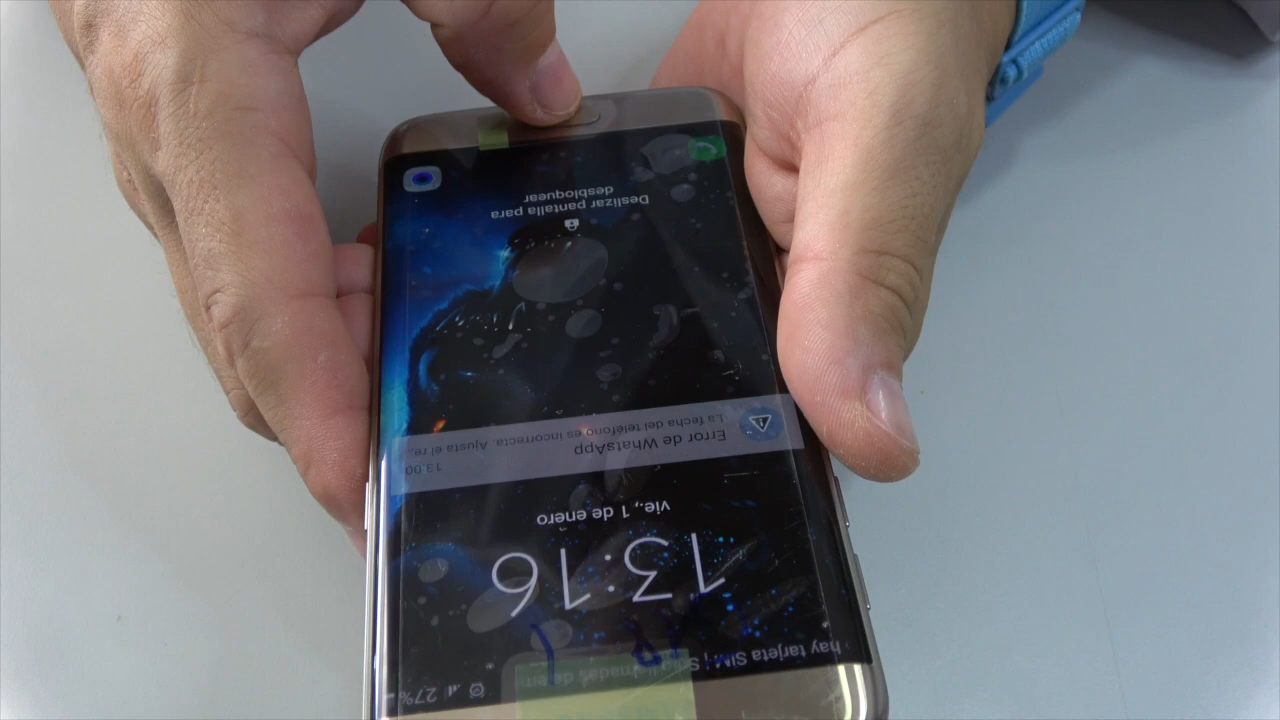 27%
hay tarjeta SIM | S
13:16
vie., 1 de enero
Error de WhatsApp
13:00
La fecha del teléfono es incorrecta. Ajusta el re..
Deslizar pantalla para
desbloquear